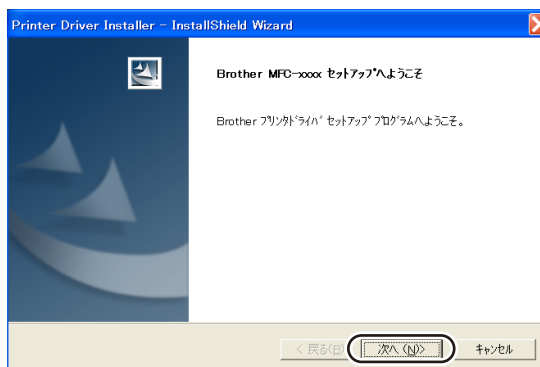 Printer Driver Installer - InstallShield Wizard
Brother MFC-xxxx セットアップへようこそ
Brother プリンタドライバ セットアップ プログラムへようこそ。
< 戻る(B)
次へ(N)>
キャンセル